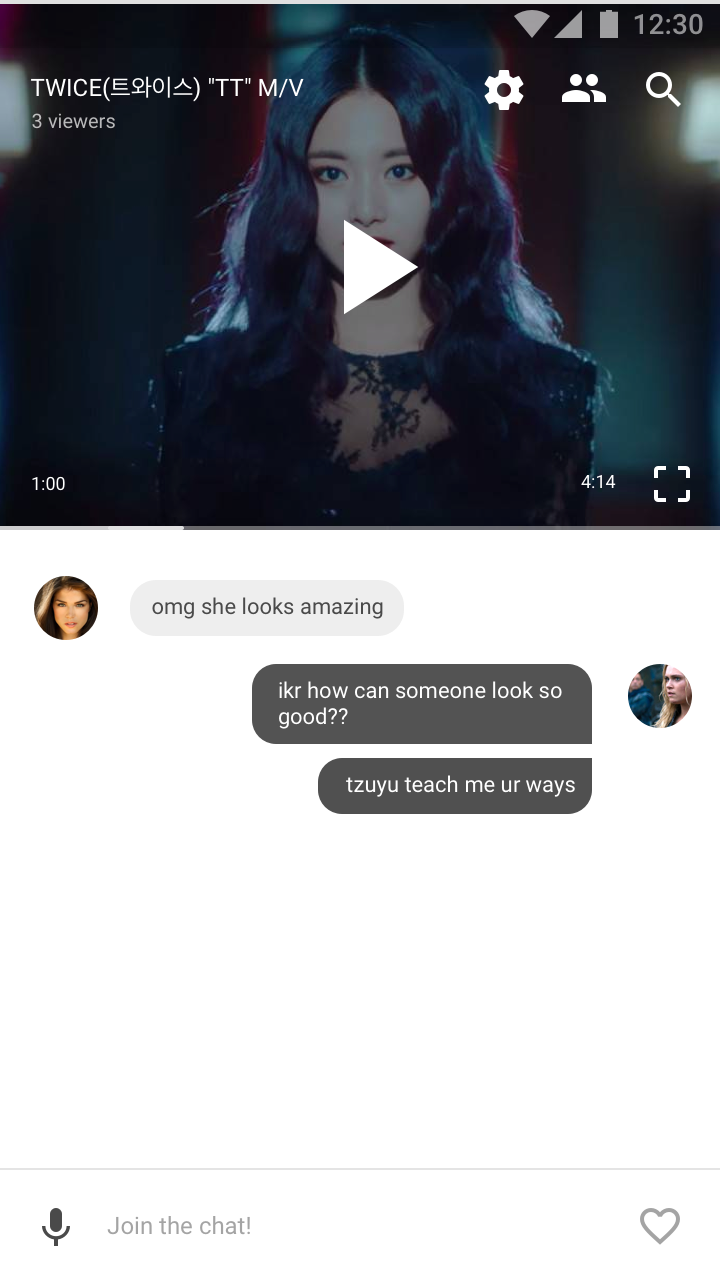 12:30
TWICE(트와이스) "TT" M/V
3 viewers
1:00
4:14
omg she looks amazing
ikr how can someone look so
good??
tzuyu teach me ur ways
Join the chat!